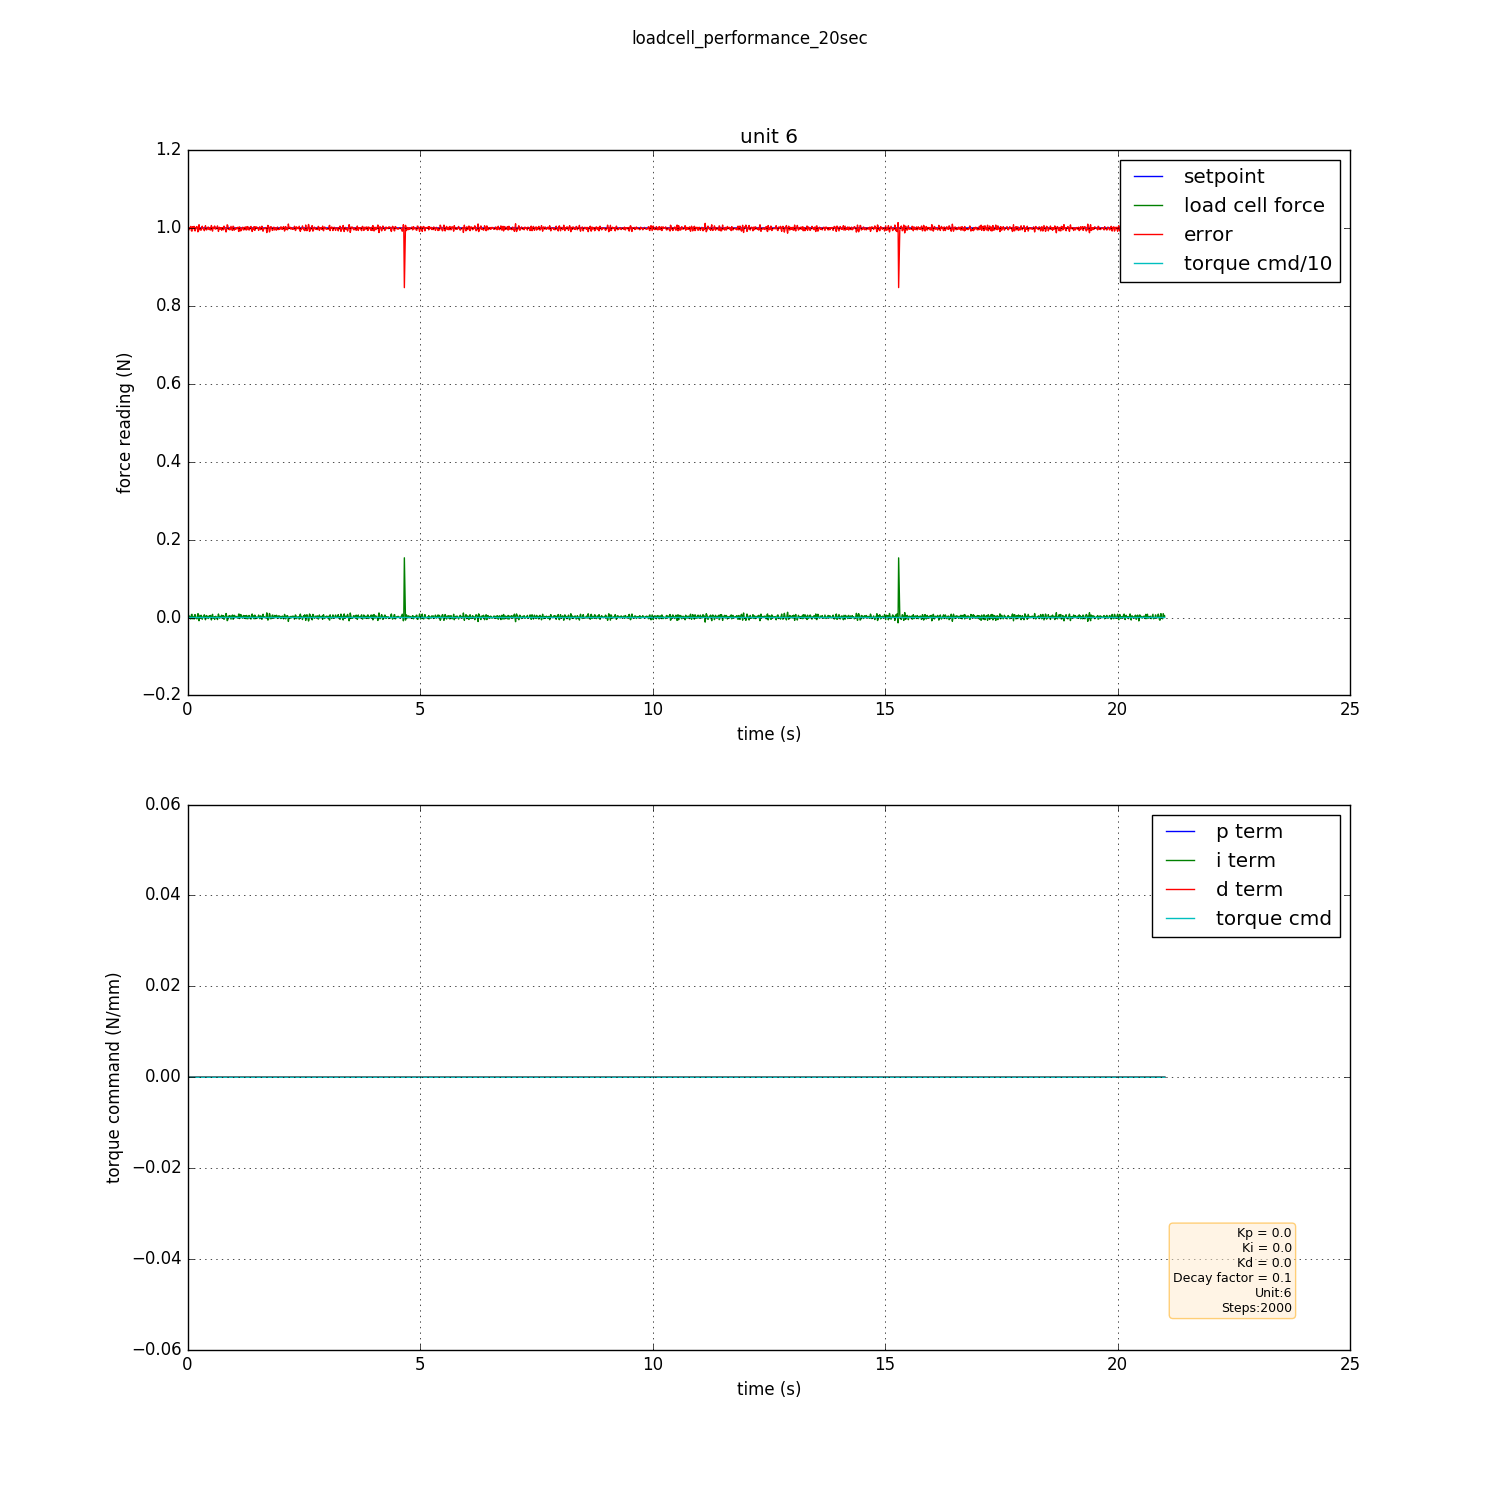 loadcell_performance_20sec
unit 6
1.2
1.0
0.8
0.6
0.4
0.2
0.0
−0.2
force reading (N)
setpoint
load cell force
error
torque cmd/10
0 5 10 15 20 25
time (s)
0.06
0.04
0.02
0.00
−0.02
−0.04
−0.06
torque command (N/mm)
p term
i term
d term
torque cmd
Kp = 0.0
Ki = 0.0
Kd = 0.0
Decay factor = 0.1
Unit:6
Steps:2000
0 5 10 15 20 25
time (s)